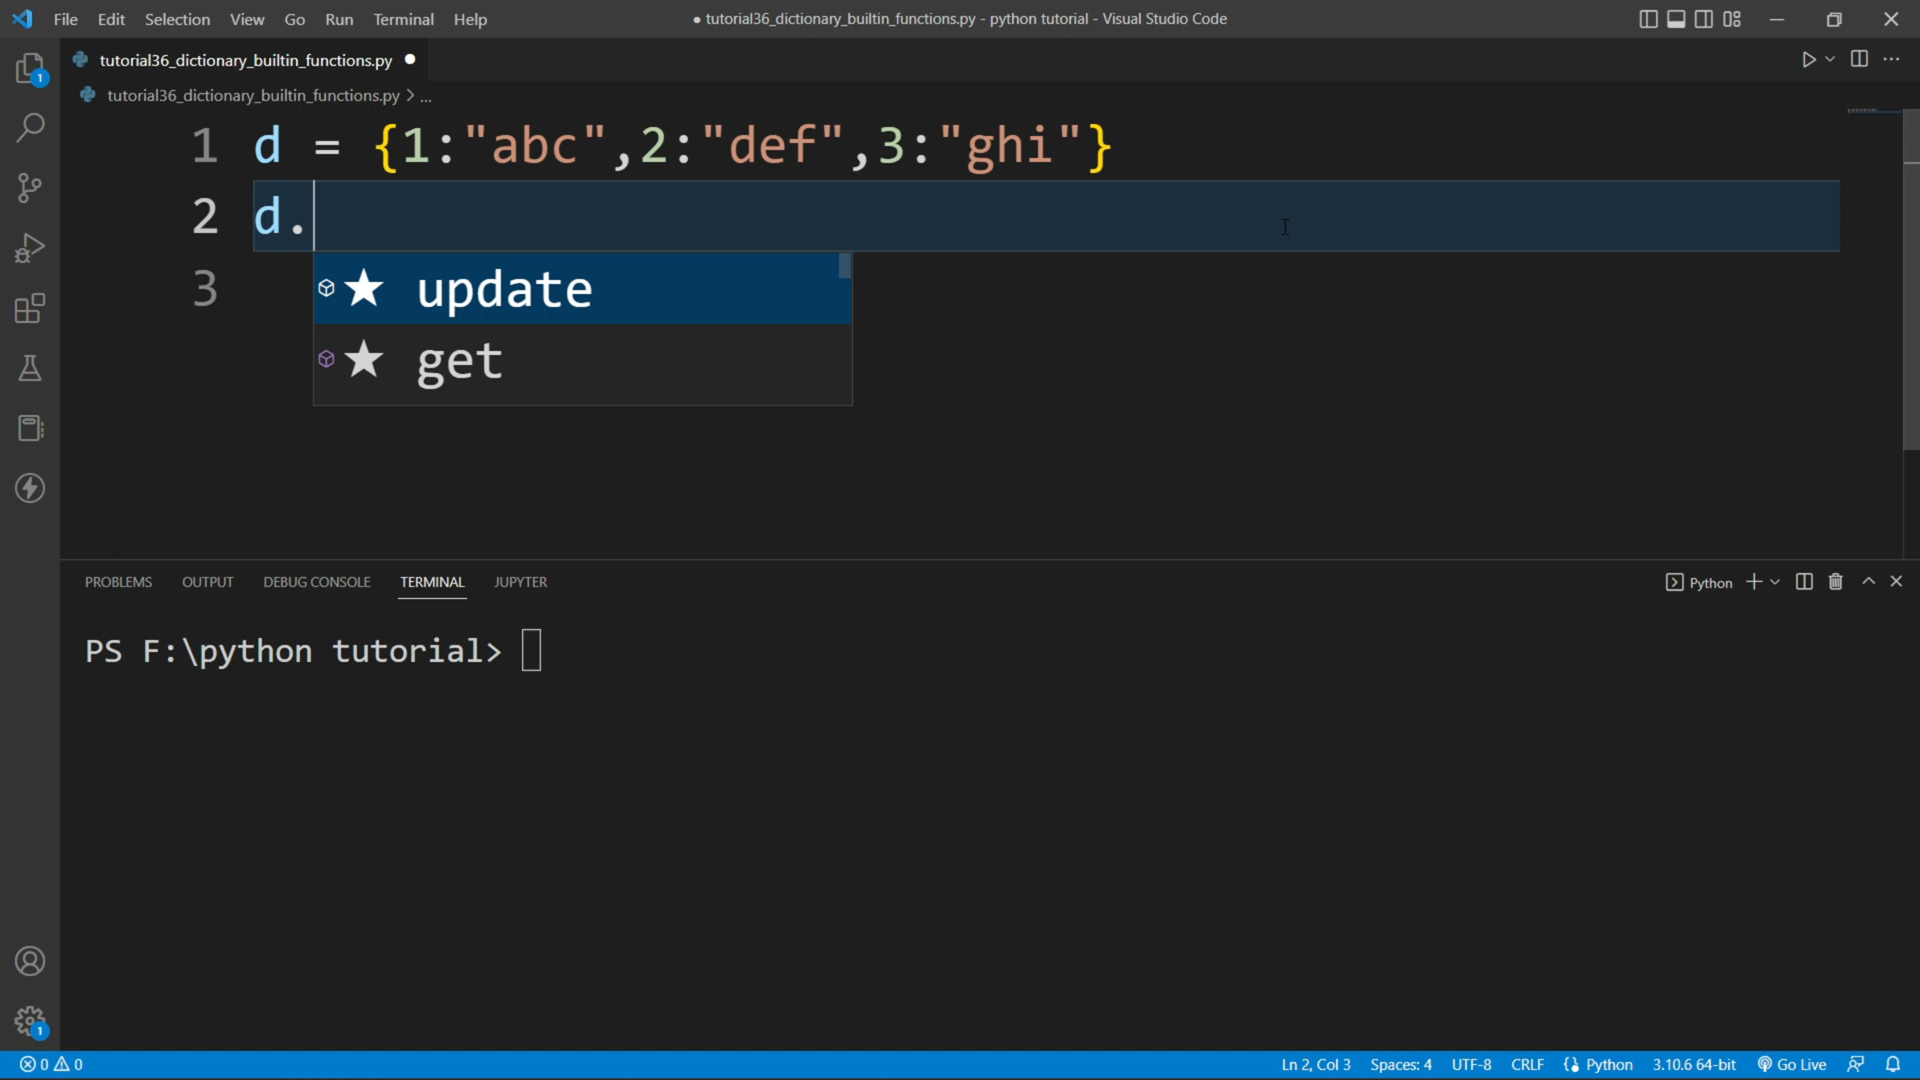 File Edit Selection View Go Run Terminal Help
● tutorial36_dictionary_builtin_functions.py - python tutorial - Visual Studio Code
tutorial36_dictionary_builtin_functions.py ●
tutorial36_dictionary_builtin_functions.py > ...
1 d = {1:"abc",2:"def",3:"ghi"}
2 d.
3
★ update
★ get
1
PROBLEMS OUTPUT DEBUG CONSOLE TERMINAL JUPYTER
Python
PS F:\python tutorial>
1
0 0
Ln 2, Col 3 Spaces: 4 UTF-8 CRLF Python 3.10.6 64-bit Go Live